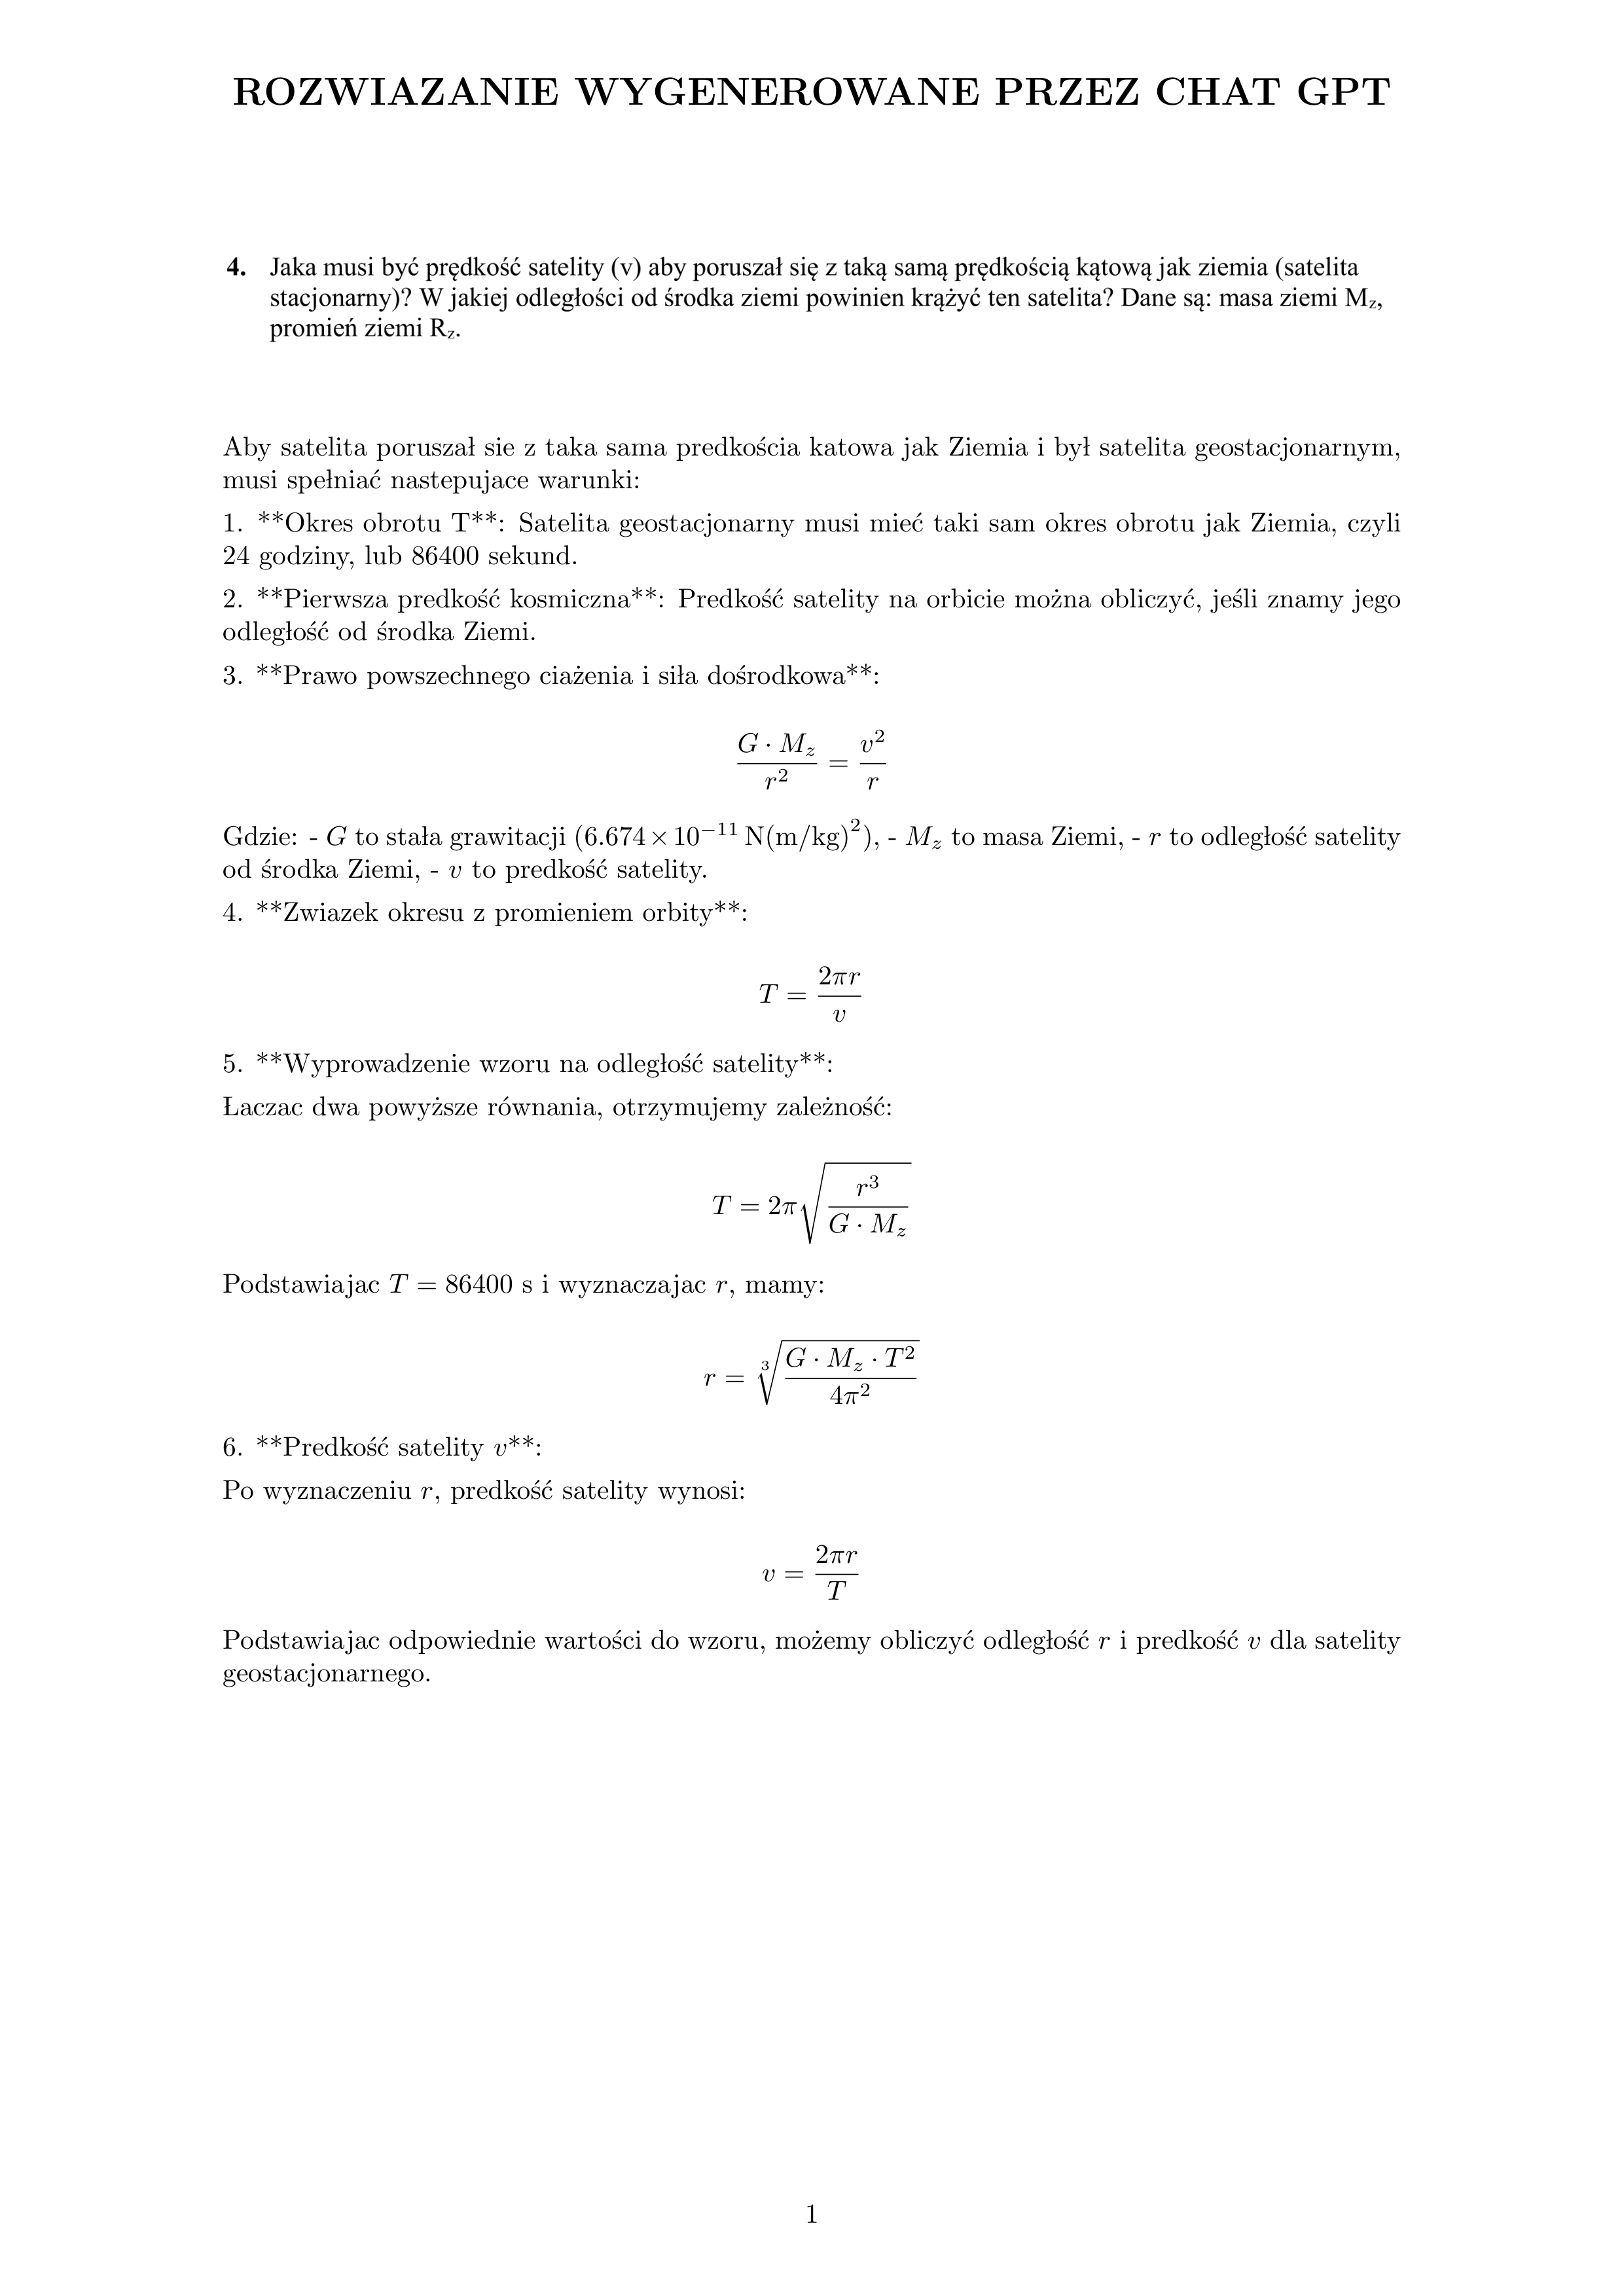 ROZWIAZANIE WYGENEROWANE PRZEZ CHAT GPT
4. Jaka musi być prędkość satelity (v) aby poruszał się z taką samą prędkością kątową jak ziemia (satelita
stacjonarny)? W jakiej odległości od środka ziemi powinien krążyć ten satelita? Dane są: masa ziemi M_z,
promień ziemi R_z.
Aby satelita poruszał sie z taka sama predkościa katowa jak Ziemia i był satelita geostacjonarnym,
musi spełniać nastepujace warunki:
1. **Okres obrotu T**: Satelita geostacjonarny musi mieć taki sam okres obrotu jak Ziemia, czyli
24 godziny, lub 86400 sekund.
2. **Pierwsza predkość kosmiczna**: Predkość satelity na orbicie można obliczyć, jeśli znamy jego
odległość od środka Ziemi.
3. **Prawo powszechnego ciażenia i siła dośrodkowa**:
\frac{G \cdot M_z}{r^2} = \frac{v^2}{r}
Gdzie: - G to stała grawitacji (6.674 × 10^{-11} N(m/kg)^2), - M_z to masa Ziemi, - r to odległość satelity
od środka Ziemi, - v to predkość satelity.
4. **Zwiazek okresu z promieniem orbity**:
T = \frac{2πr}{v}
5. **Wyprowadzenie wzoru na odległość satelity**:
Łaczac dwa powyższe równania, otrzymujemy zależność:
T = 2π\sqrt{\frac{r^3}{G \cdot M_z}}
Podstawiajac T = 86400 s i wyznaczajac r, mamy:
r = \sqrt[3]{\frac{G \cdot M_z \cdot T^2}{4π^2}}
6. **Predkość satelity v**:
Po wyznaczeniu r, predkość satelity wynosi:
v = \frac{2πr}{T}
Podstawiajac odpowiednie wartości do wzoru, możemy obliczyć odległość r i predkość v dla satelity
geostacjonarnego.
1